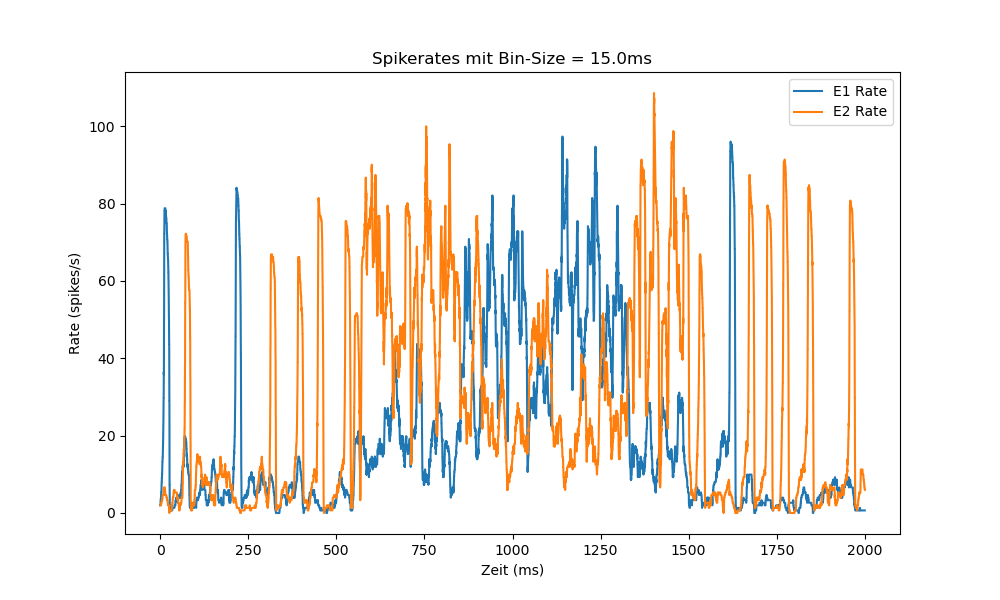 Spikerates mit Bin-Size = 15.0ms
E1 Rate
E2 Rate
100
80
60
40
20
0
Rate (spikes/s)
0 250 500 750 1000 1250 1500 1750 2000
Zeit (ms)